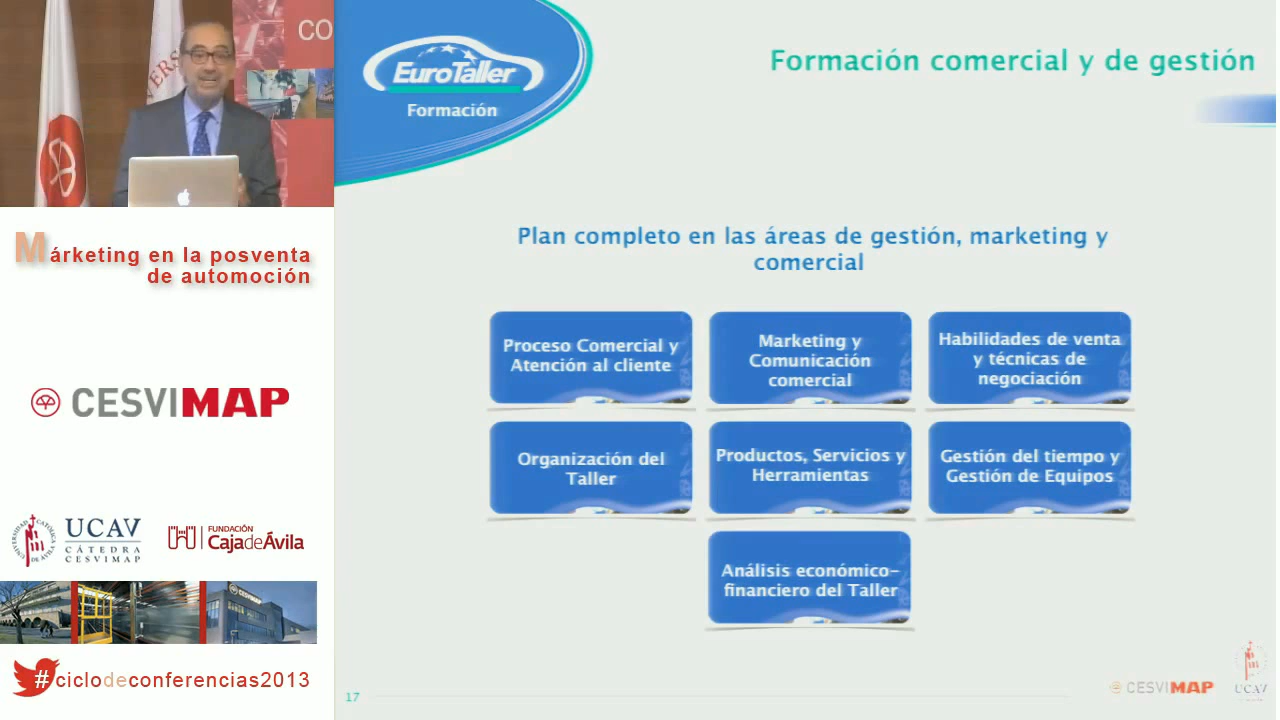 CO
ERS
Márketing en la posventa
de automoción
CESVIMAP
UCAV
CÁTEDRA
CESVIMAP
FUNDACIÓN
CajadeÁvila
CESVIMAP
#ciclodeconferencias2013
EuroTaller
Formación
Formación comercial y de gestión
Plan completo en las áreas de gestión, marketing y
comercial
Proceso Comercial y
Atención al cliente
Marketing y
Comunicación
comercial
Habilidades de venta
y técnicas de
negociación
Organización del
Taller
Productos, Servicios y
Herramientas
Gestión del tiempo y
Gestión de Equipos
Análisis económico-
financiero del Taller
17
CESVIMAP
UCAV